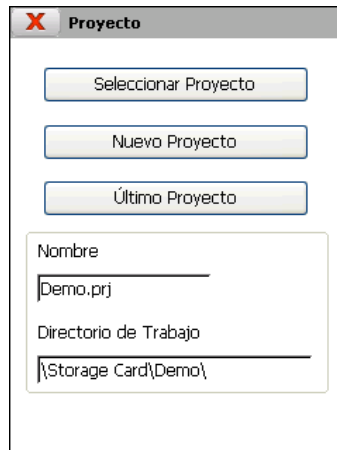 X Proyecto
Seleccionar Proyecto
Nuevo Proyecto
Último Proyecto
Nombre
Demo.prj
Directorio de Trabajo
\Storage Card\Demo\